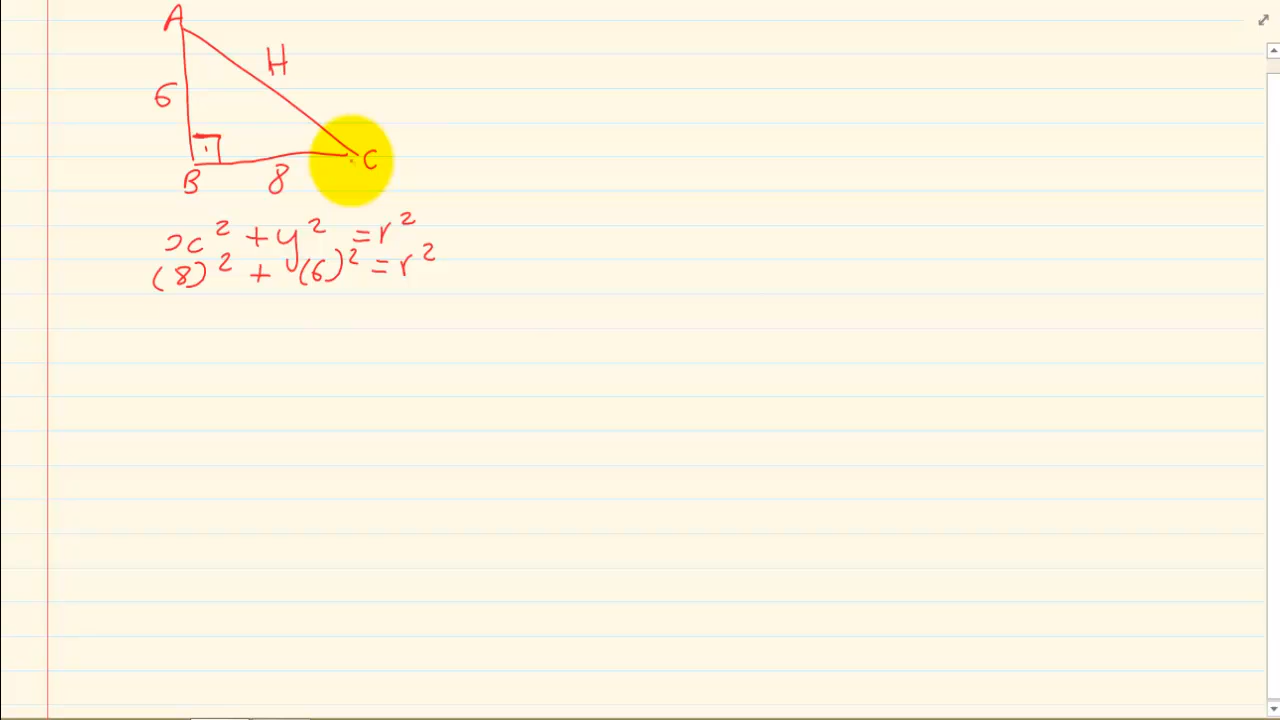 A
H
6
C
B
8
x² + y² = r²
(8)² + (6)² = r²